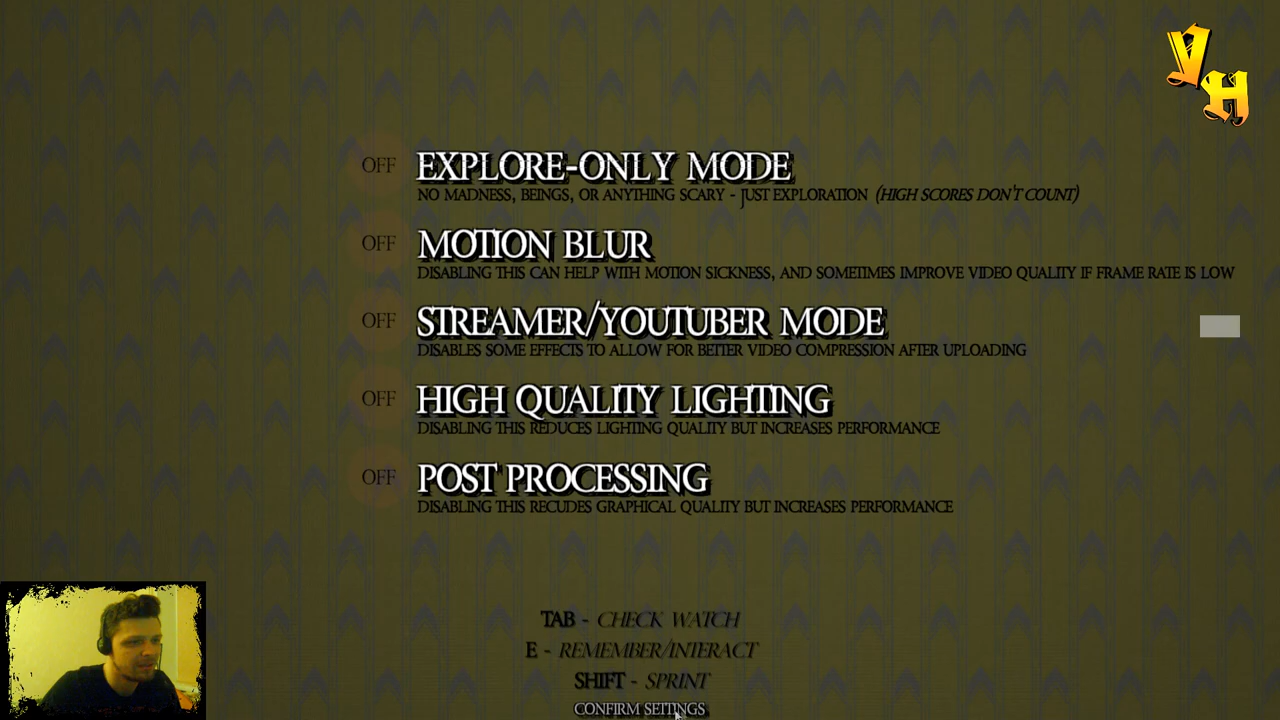 YH
OFF EXPLORE-ONLY MODE
NO MADNESS, BEINGS, OR ANYTHING SCARY - JUST EXPLORATION (HIGH SCORES DON'T COUNT)
OFF MOTION BLUR
DISABLING THIS CAN HELP WITH MOTION SICKNESS, AND SOMETIMES IMPROVE VIDEO QUALITY IF FRAME RATE IS LOW
OFF STREAMER/YOUTUBER MODE
DISABLES SOME EFFECTS TO ALLOW FOR BETTER VIDEO COMPRESSION AFTER UPLOADING
OFF HIGH QUALITY LIGHTING
DISABLING THIS REDUCES LIGHTING QUALITY BUT INCREASES PERFORMANCE
OFF POST PROCESSING
DISABLING THIS RECUDES GRAPHICAL QUALITY BUT INCREASES PERFORMANCE
TAB - CHECK WATCH
E - REMEMBER/INTERACT
SHIFT - SPRINT
CONFIRM SETTINGS